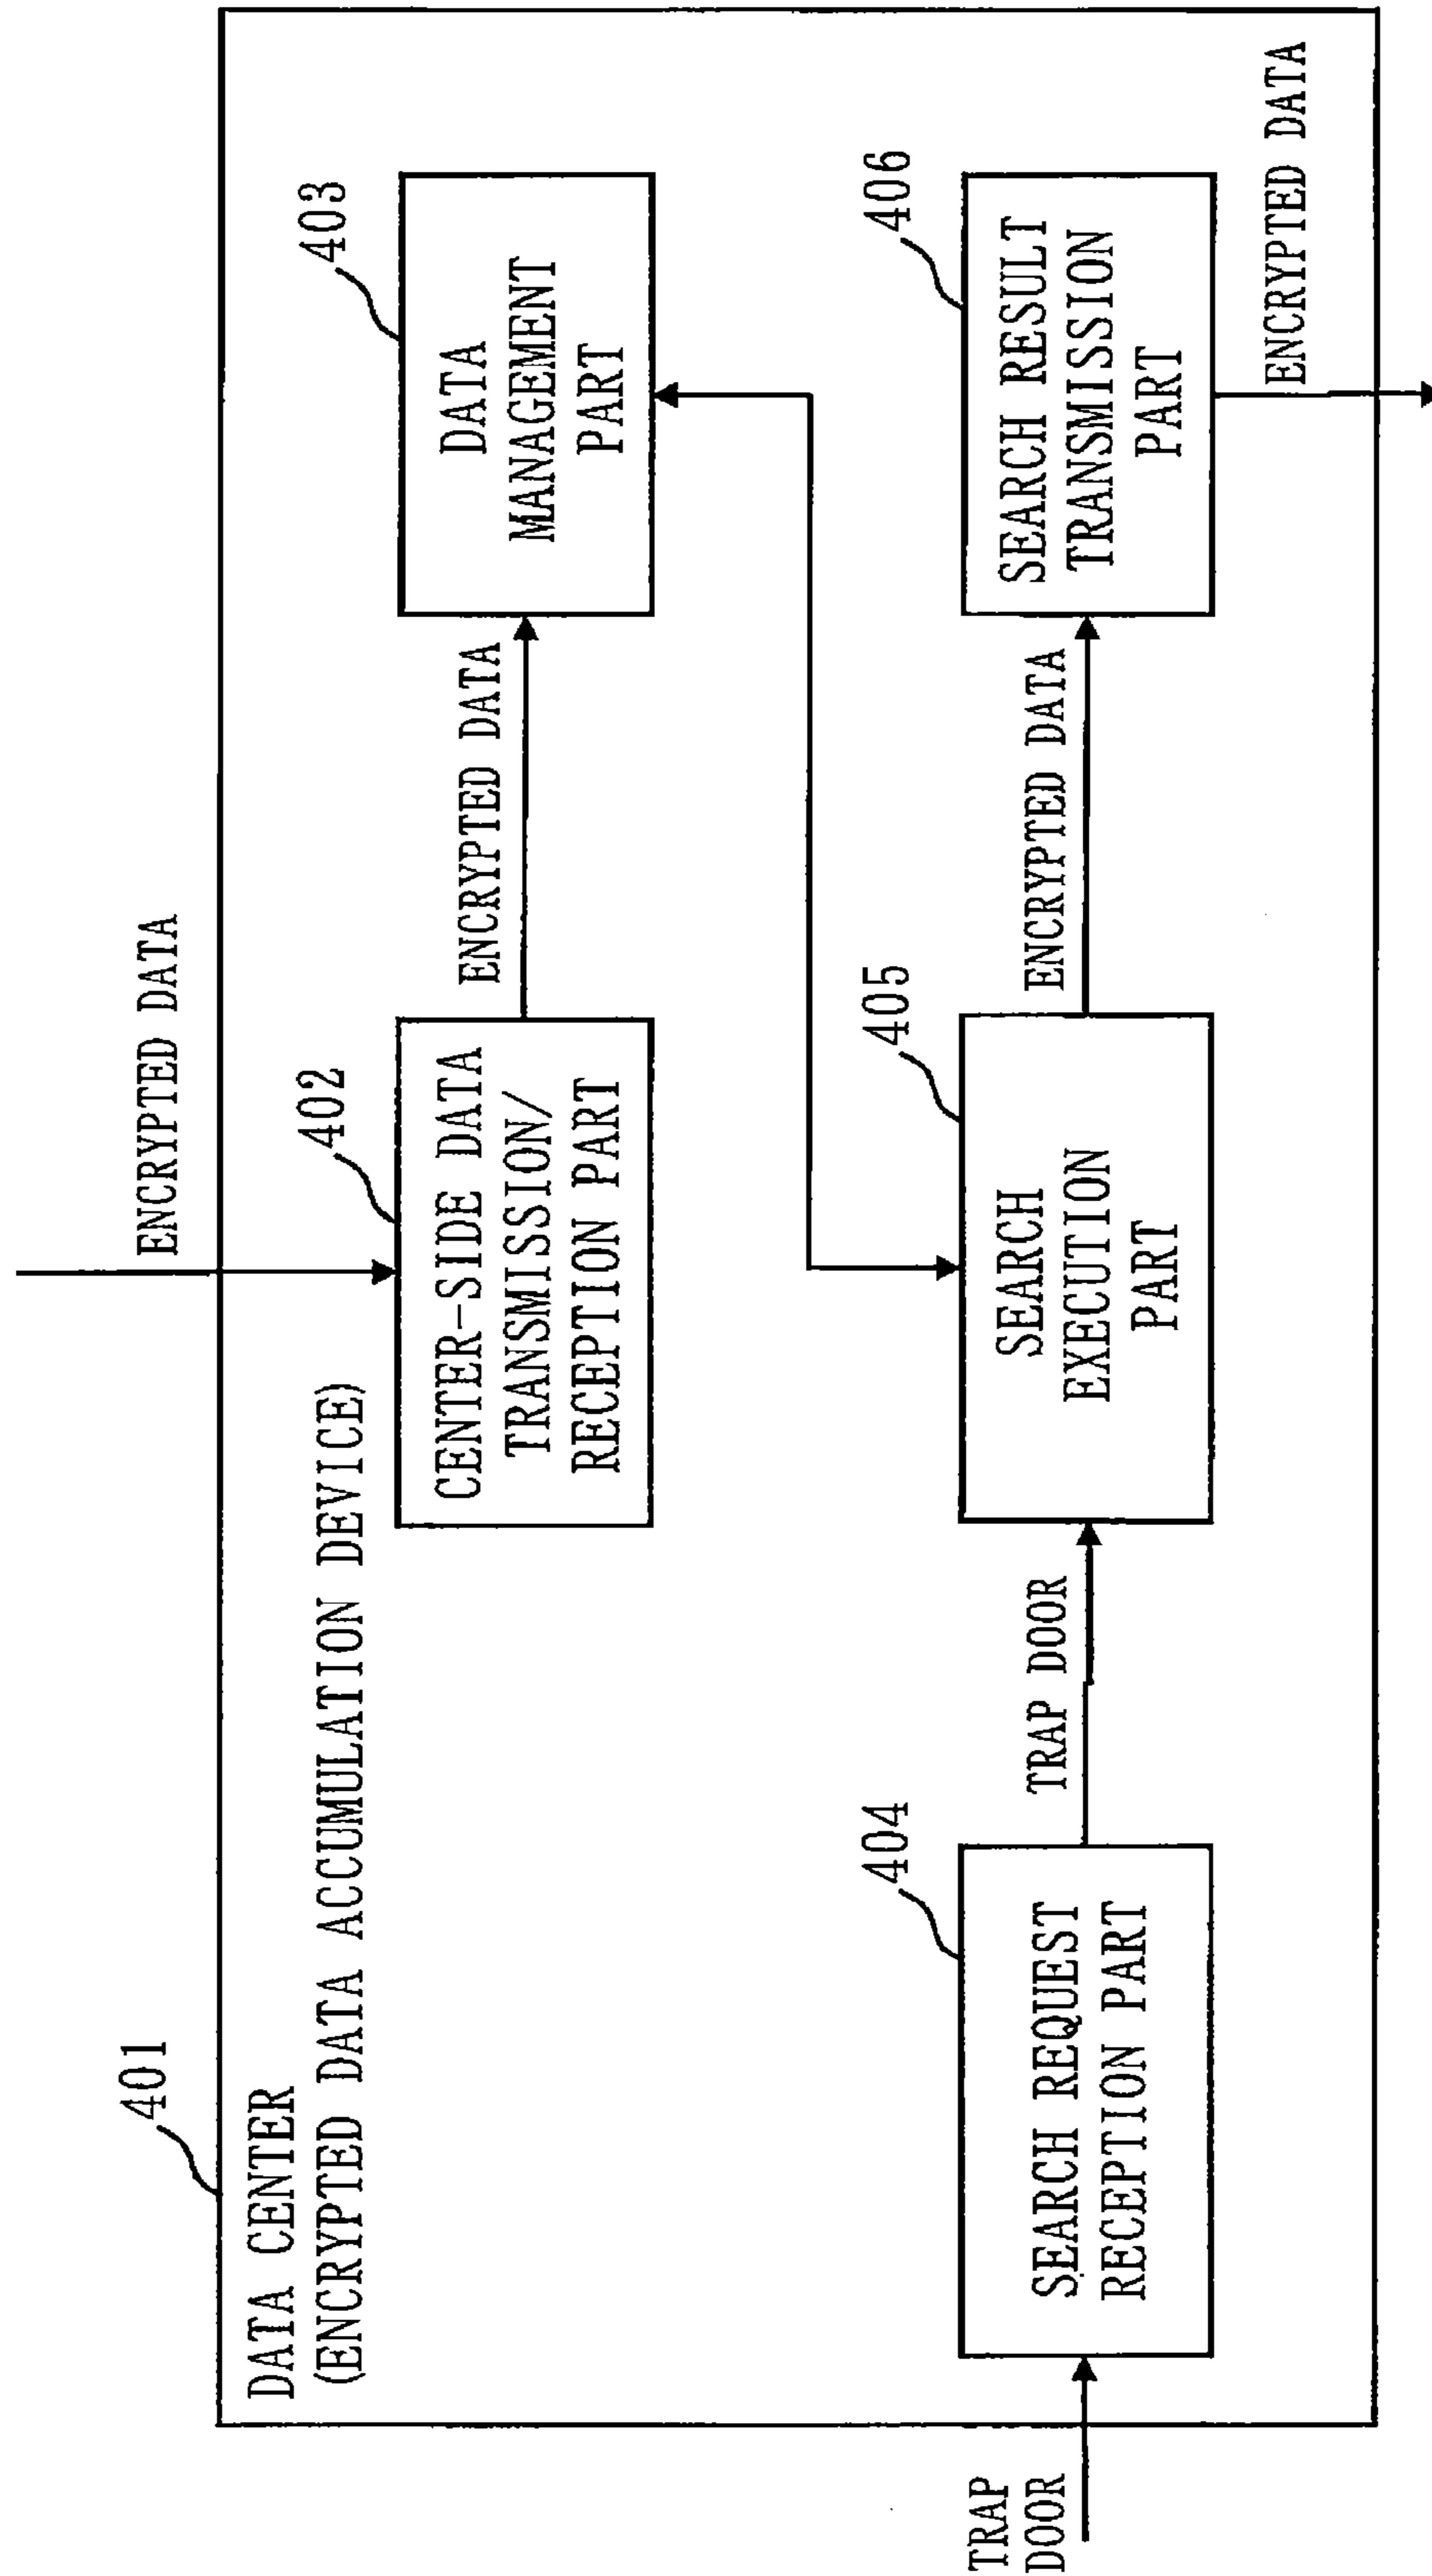 401
DATA CENTER
(ENCRYPTED DATA ACCUMULATION DEVICE)
ENCRYPTED DATA
402
CENTER-SIDE DATA
TRANSMISSION/
RECEPTION PART
ENCRYPTED DATA
403
DATA
MANAGEMENT
PART
TRAP
DOOR
404
SEARCH REQUEST
RECEPTION PART
TRAP DOOR
405
SEARCH
EXECUTION
PART
ENCRYPTED DATA
406
SEARCH RESULT
TRANSMISSION
PART
ENCRYPTED DATA